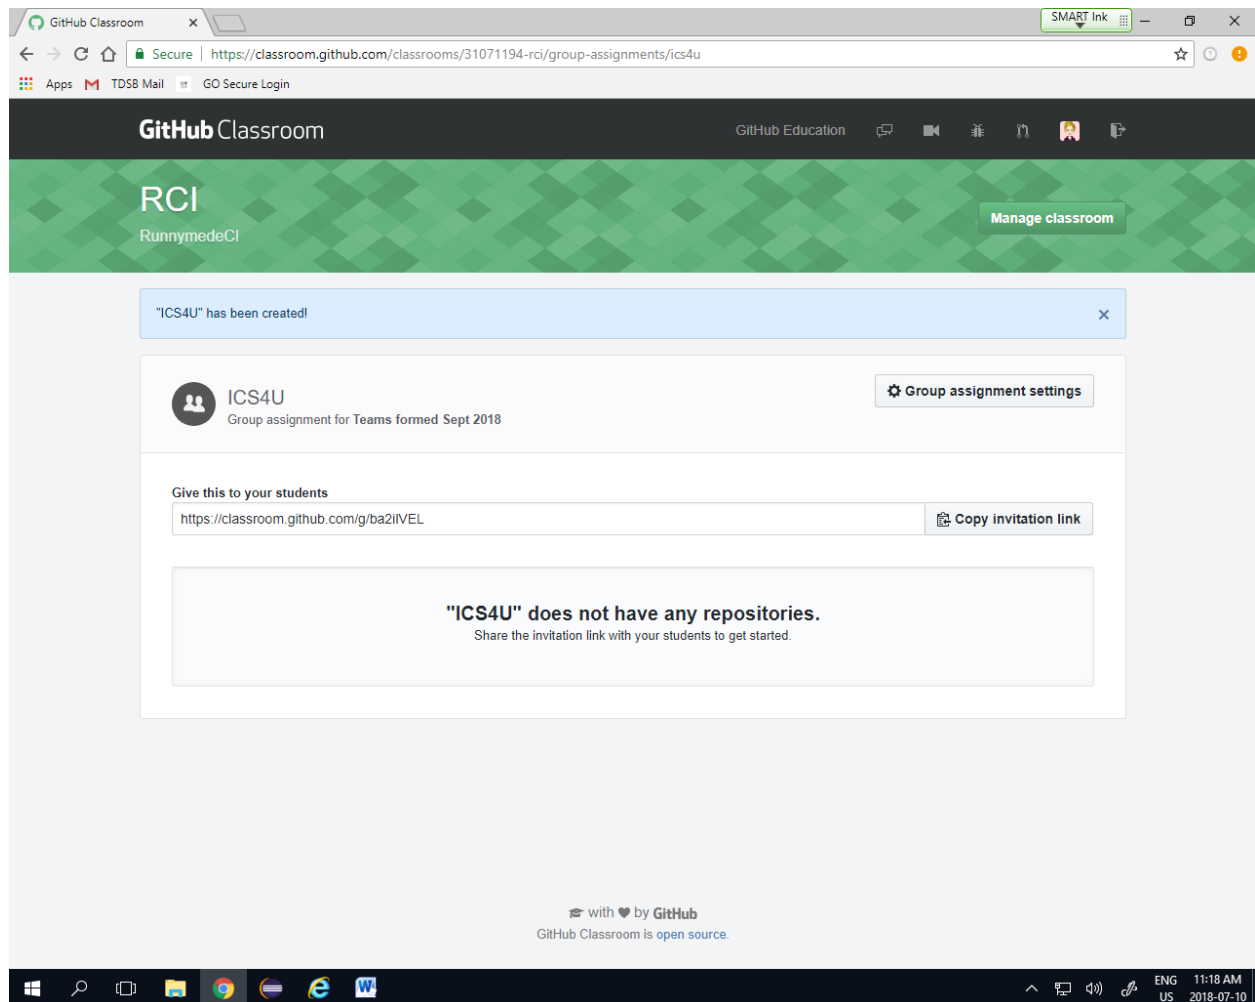 GitHub Classroom
SMART Ink
Secure | https://classroom.github.com/classrooms/31071194-rci/group-assignments/ics4u
Apps TDSB Mail GO Secure Login
GitHub Classroom GitHub Education
RCI
Manage classroom
RunnymedeCI
"ICS4U" has been created!
ICS4U
Group assignment settings
Group assignment for Teams formed Sept 2018
Give this to your students
https://classroom.github.com/g/ba2iIVEL
Copy invitation link
"ICS4U" does not have any repositories.
Share the invitation link with your students to get started.
with ♥ by GitHub
GitHub Classroom is open source.
ENG 11:18 AM
US 2018-07-10